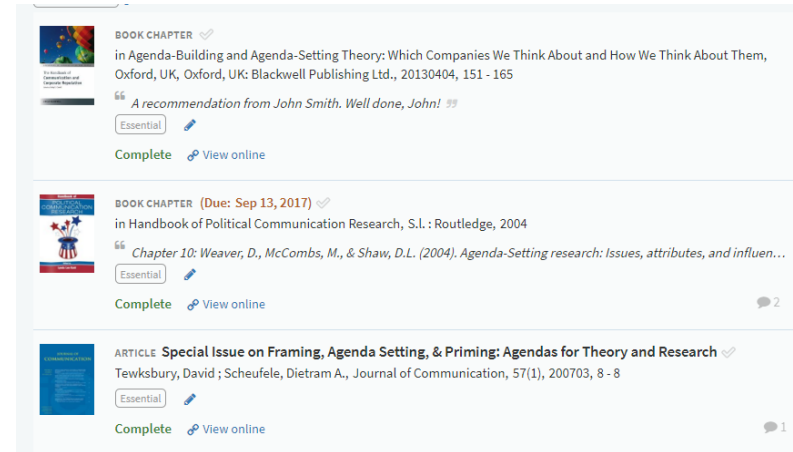 BOOK CHAPTER
in Agenda-Building and Agenda-Setting Theory: Which Companies We Think About and How We Think About Them,
Oxford, UK, Oxford, UK: Blackwell Publishing Ltd., 20130404, 151 - 165
“ A recommendation from John Smith. Well done, John! ”
Essential
Complete View online
POLITICAL
COMMUNICATION
RESEARCH
BOOK CHAPTER (Due: Sep 13, 2017)
in Handbook of Political Communication Research, S.l. : Routledge, 2004
“ Chapter 10: Weaver, D., McCombs, M., & Shaw, D.L. (2004). Agenda-Setting research: Issues, attributes, and influen...
Essential
Complete View online 2
COMMUNICATION
ARTICLE Special Issue on Framing, Agenda Setting, & Priming: Agendas for Theory and Research
Tewksbury, David ; Scheufele, Dietram A., Journal of Communication, 57(1), 200703, 8 - 8
Essential
Complete View online 1